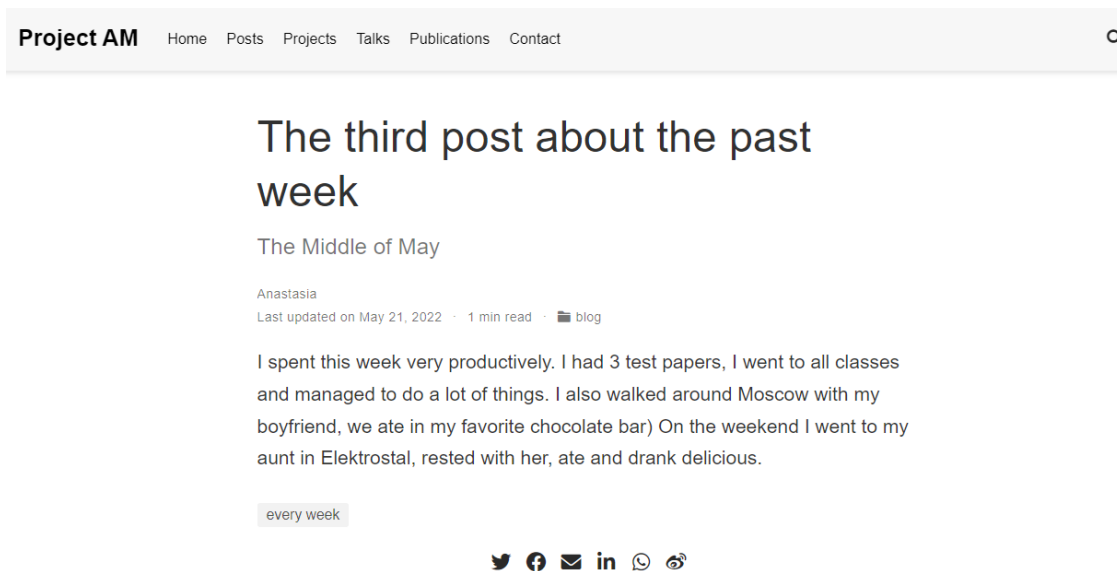 Project AM Home Posts Projects Talks Publications Contact
The third post about the past
week
The Middle of May
Anastasia
Last updated on May 21, 2022 · 1 min read · blog
I spent this week very productively. I had 3 test papers, I went to all classes
and managed to do a lot of things. I also walked around Moscow with my
boyfriend, we ate in my favorite chocolate bar) On the weekend I went to my
aunt in Elektrostal, rested with her, ate and drank delicious.
every week